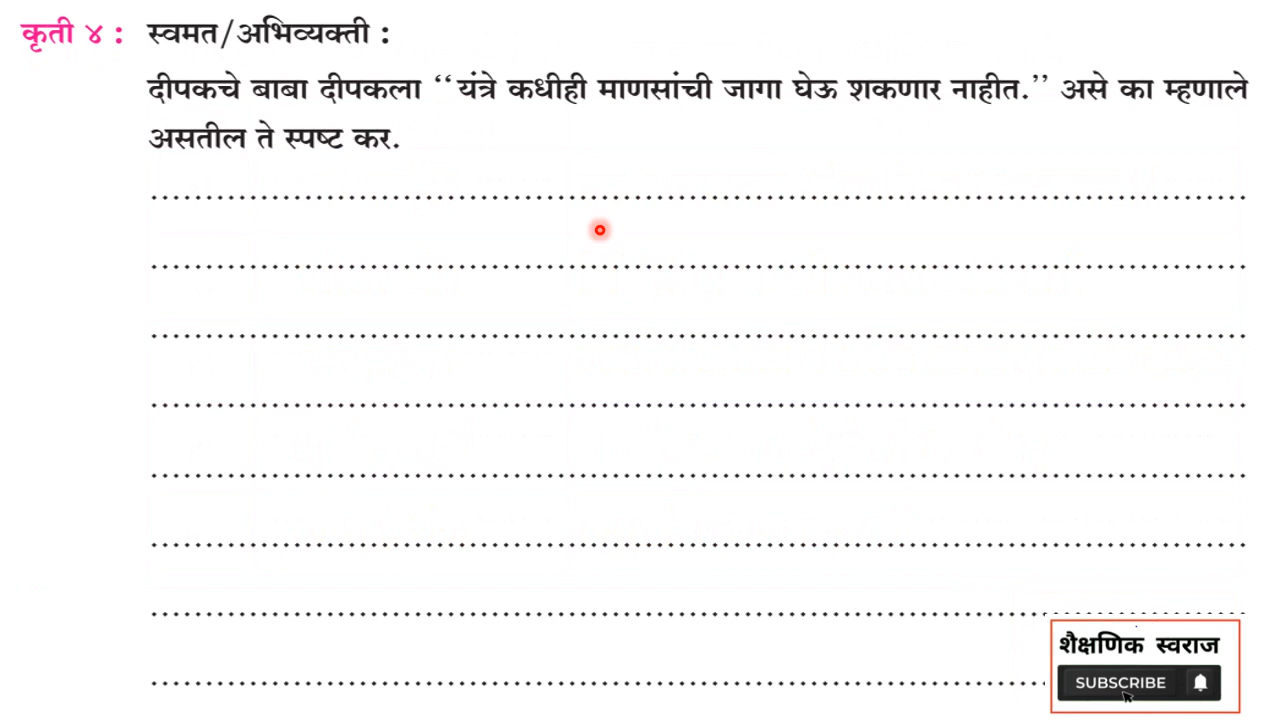 कृती ४ : स्वमत/अभिव्यक्ती :
दीपकचे बाबा दीपकला ‘‘यंत्रे कधीही माणसांची जागा घेऊ शकणार नाहीत.’’ असे का म्हणाले
असतील ते स्पष्ट कर.
शैक्षणिक स्वराज
SUBSCRIBE